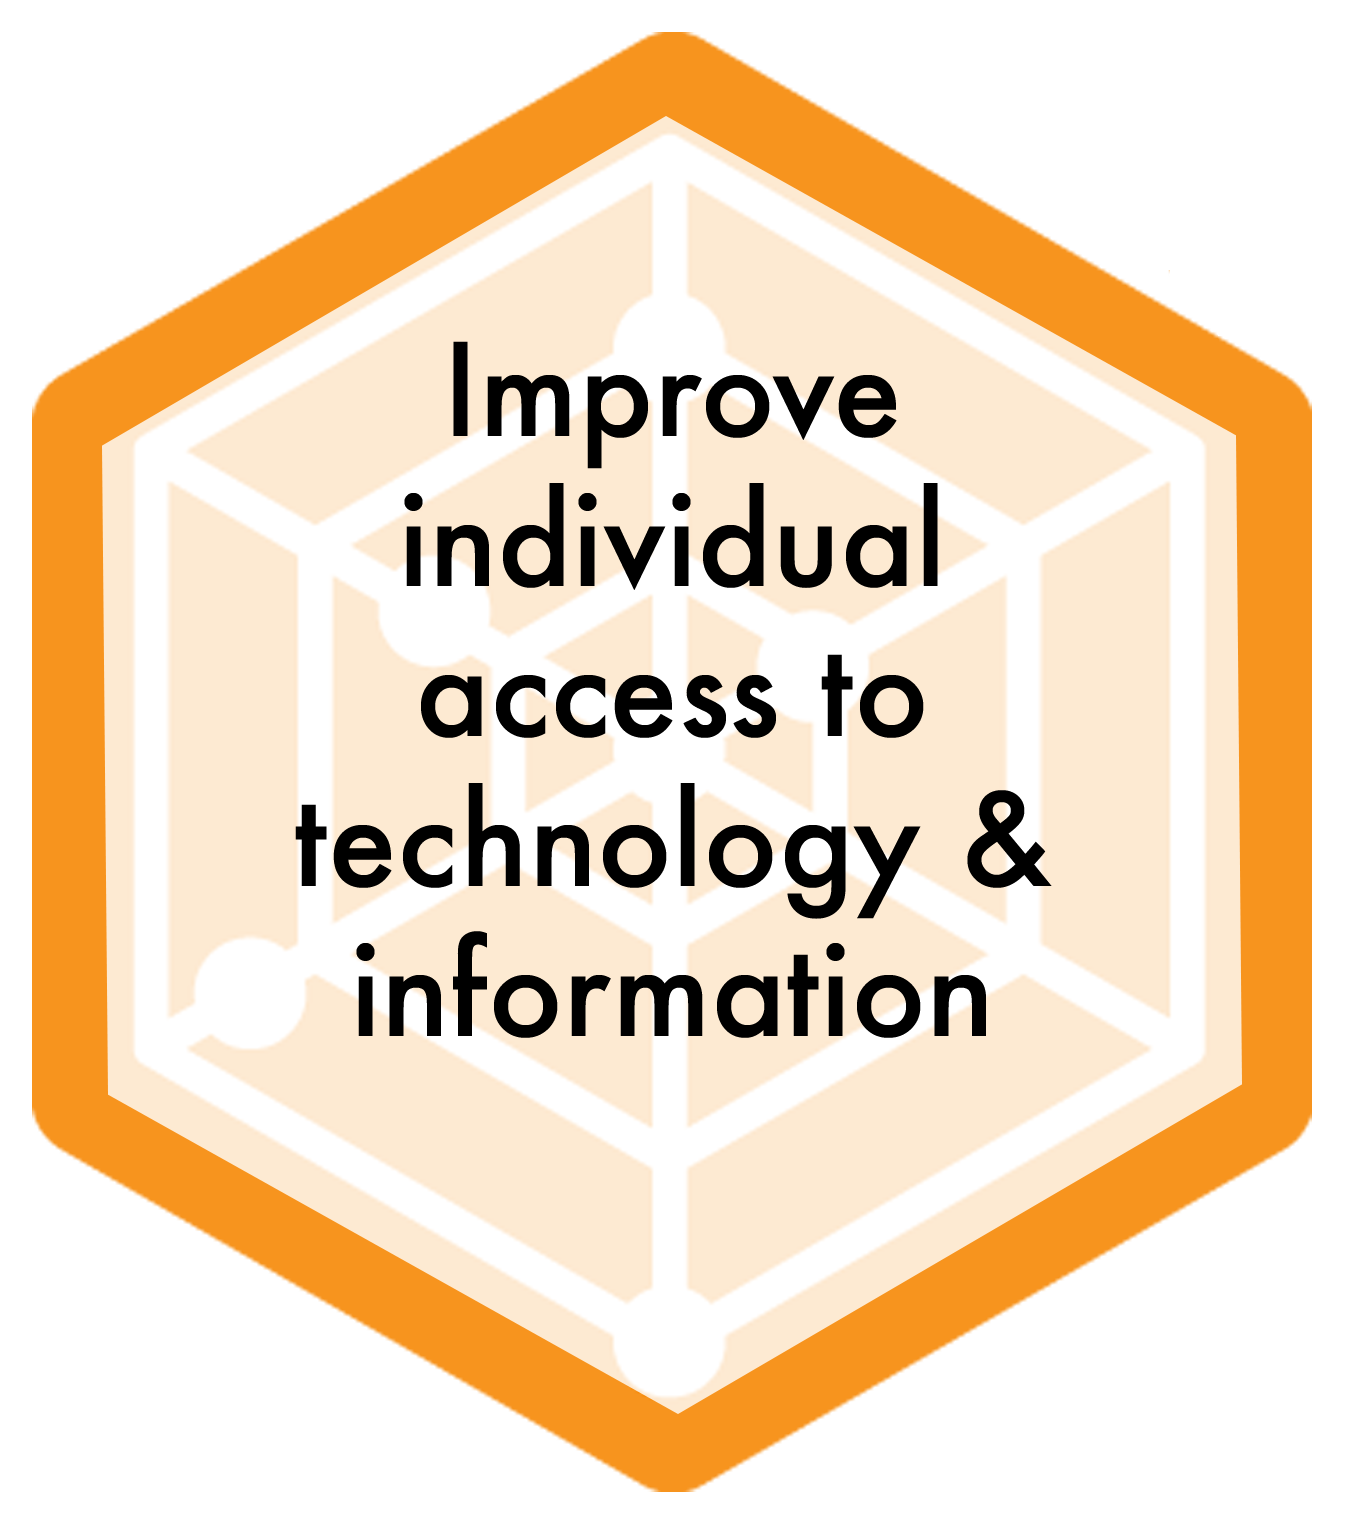 Improve
individual
access to
technology &
information